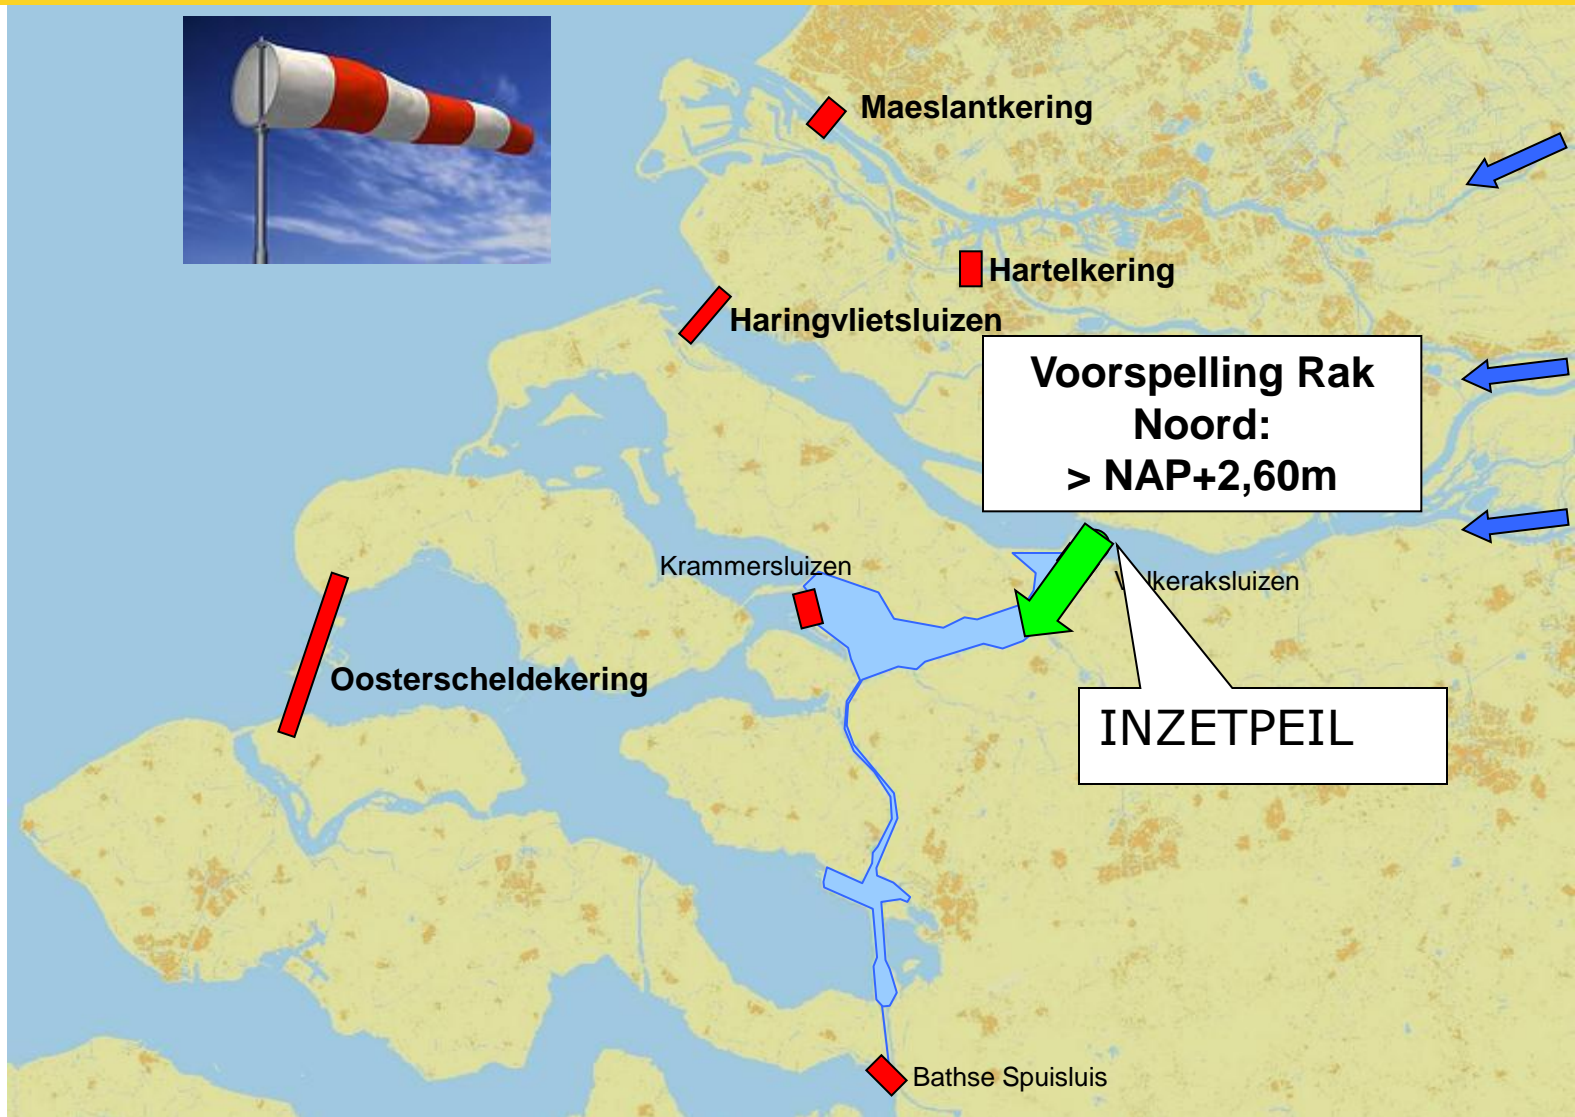 Maeslantkering
Hartelkering
Haringvlietsluizen
Voorspelling Rak
Noord:
> NAP+2,60m
Krammersluizen
Oosterscheldekering
INZETPEIL
Bathse Spuisluis